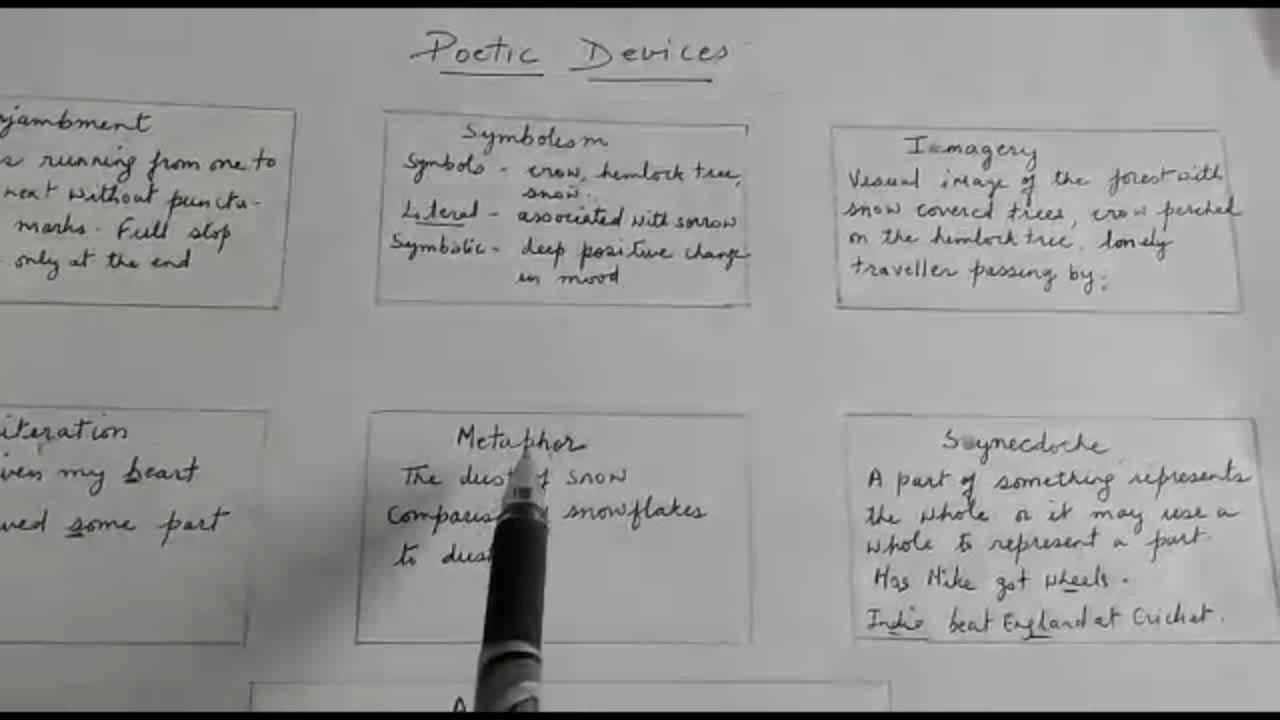 Poetic Devices
jambment
s running from one to
next without punctu-
marks. Full stop
only at the end
Symbolism
Symbols - crow, hemlock tree,
snow.
Literal - associated with sorrow
Symbolic - deep positive change
in mood
Imagery
Visual image of the forest with
snow covered trees, crow perched
on the hemlock tree, lonely
traveller passing by.
iteration
iven my heart
ved some part
Metaphor
The dust of snow
snowflakes
to dust
Synecdoche
A part of something represents
the whole or it may use a
whole to represent a part.
Has Mike got wheels.
India beat England at Cricket.
A